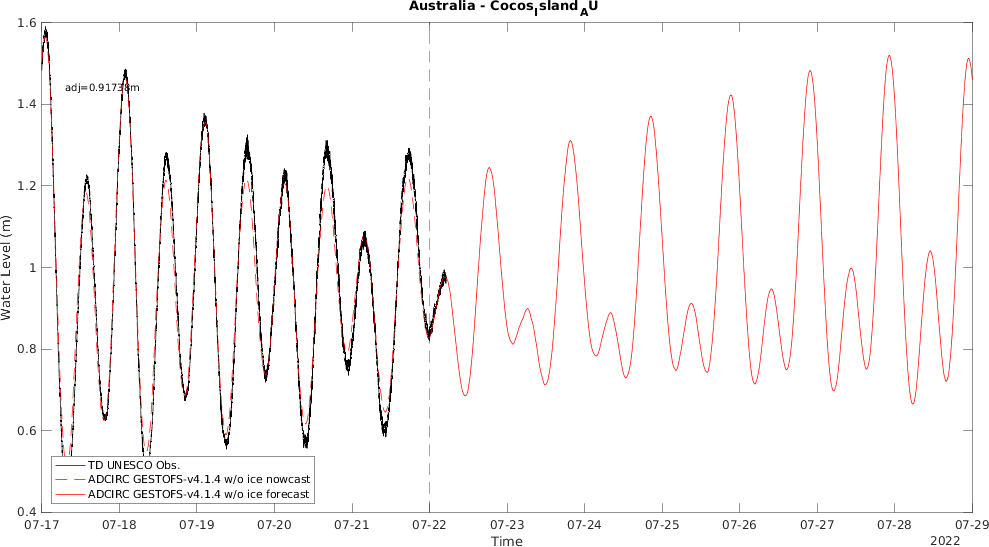 Australia - Cocos_Island_AU
1.6
1.4
1.2
1
0.8
0.6
0.4
Water Level (m)
adj=0.91738m
TD UNESCO Obs.
ADCIRC GESTOFS-v4.1.4 w/o ice nowcast
ADCIRC GESTOFS-v4.1.4 w/o ice forecast
07-17 07-18 07-19 07-20 07-21 07-22 07-23 07-24 07-25 07-26 07-27 07-28 07-29
Time
2022